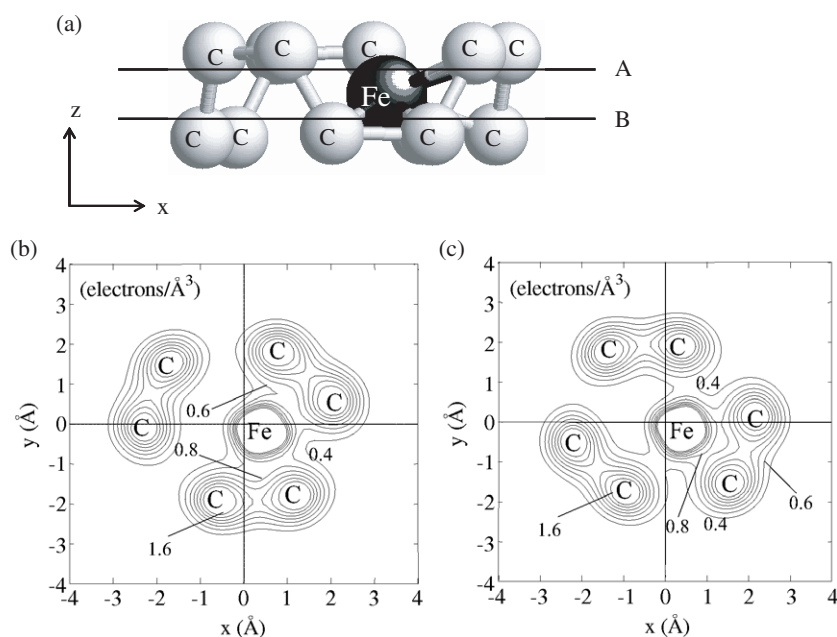 (a)
C C C C C
A
Fe
z
B
C C C C C
x
(b)
(c)
4 (electrons/Å³)
3
2 C C
1 C
0.6
y (Å) 0 C Fe
0.8 0.4
-1
-2 C C
1.6
-3
-4
-4 -3 -2 -1 0 1 2 3 4
x (Å)
4 (electrons/Å³)
3
2 C C
1 0.4
y (Å) 0 C Fe C
-1
0.6
-2 C C
1.6 0.8 0.4
-3
-4
-4 -3 -2 -1 0 1 2 3 4
x (Å)